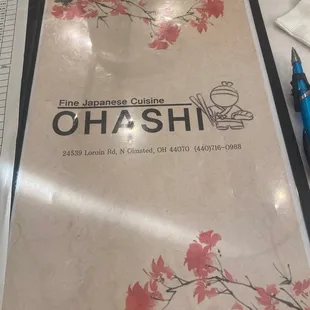 Fine Japanese Cuisine
OHASHI
24539 Lorain Rd, N Olmsted, OH 44070 (440)716-0988